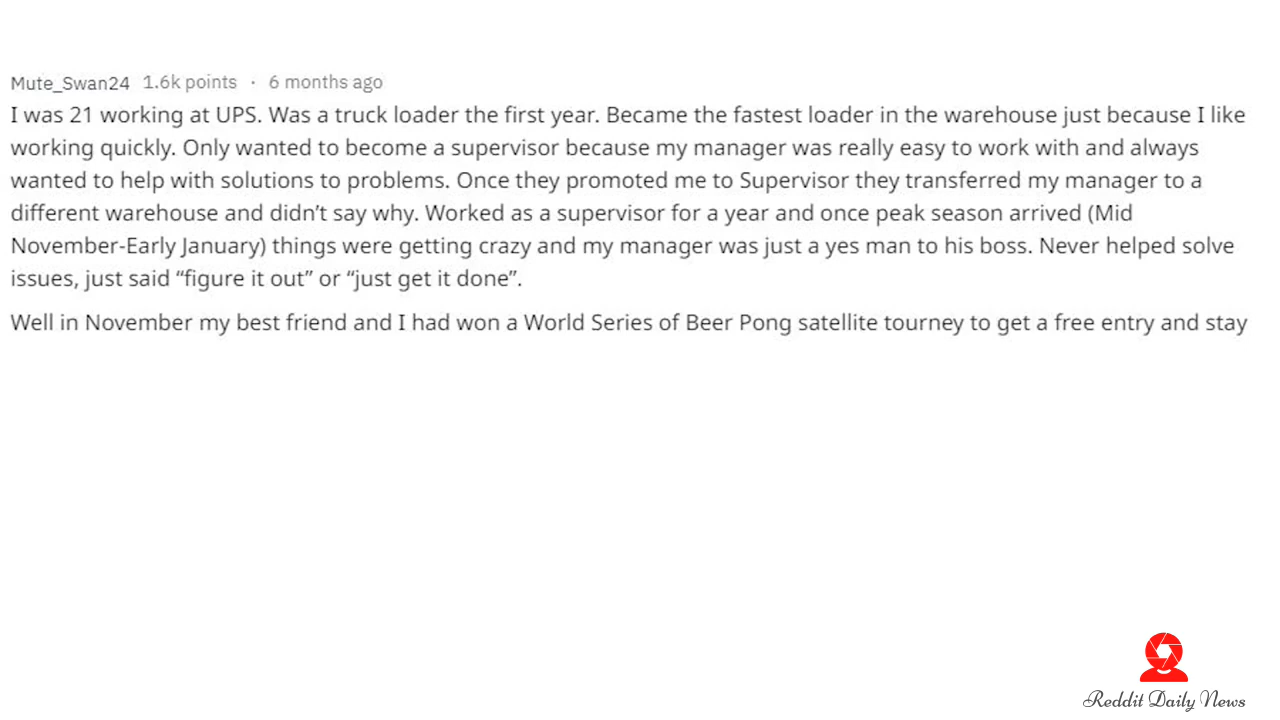 Mute_Swan24 1.6k points · 6 months ago
I was 21 working at UPS. Was a truck loader the first year. Became the fastest loader in the warehouse just because I like
working quickly. Only wanted to become a supervisor because my manager was really easy to work with and always
wanted to help with solutions to problems. Once they promoted me to Supervisor they transferred my manager to a
different warehouse and didn’t say why. Worked as a supervisor for a year and once peak season arrived (Mid
November-Early January) things were getting crazy and my manager was just a yes man to his boss. Never helped solve
issues, just said “figure it out” or “just get it done”.
Well in November my best friend and I had won a World Series of Beer Pong satellite tourney to get a free entry and stay
Reddit Daily News